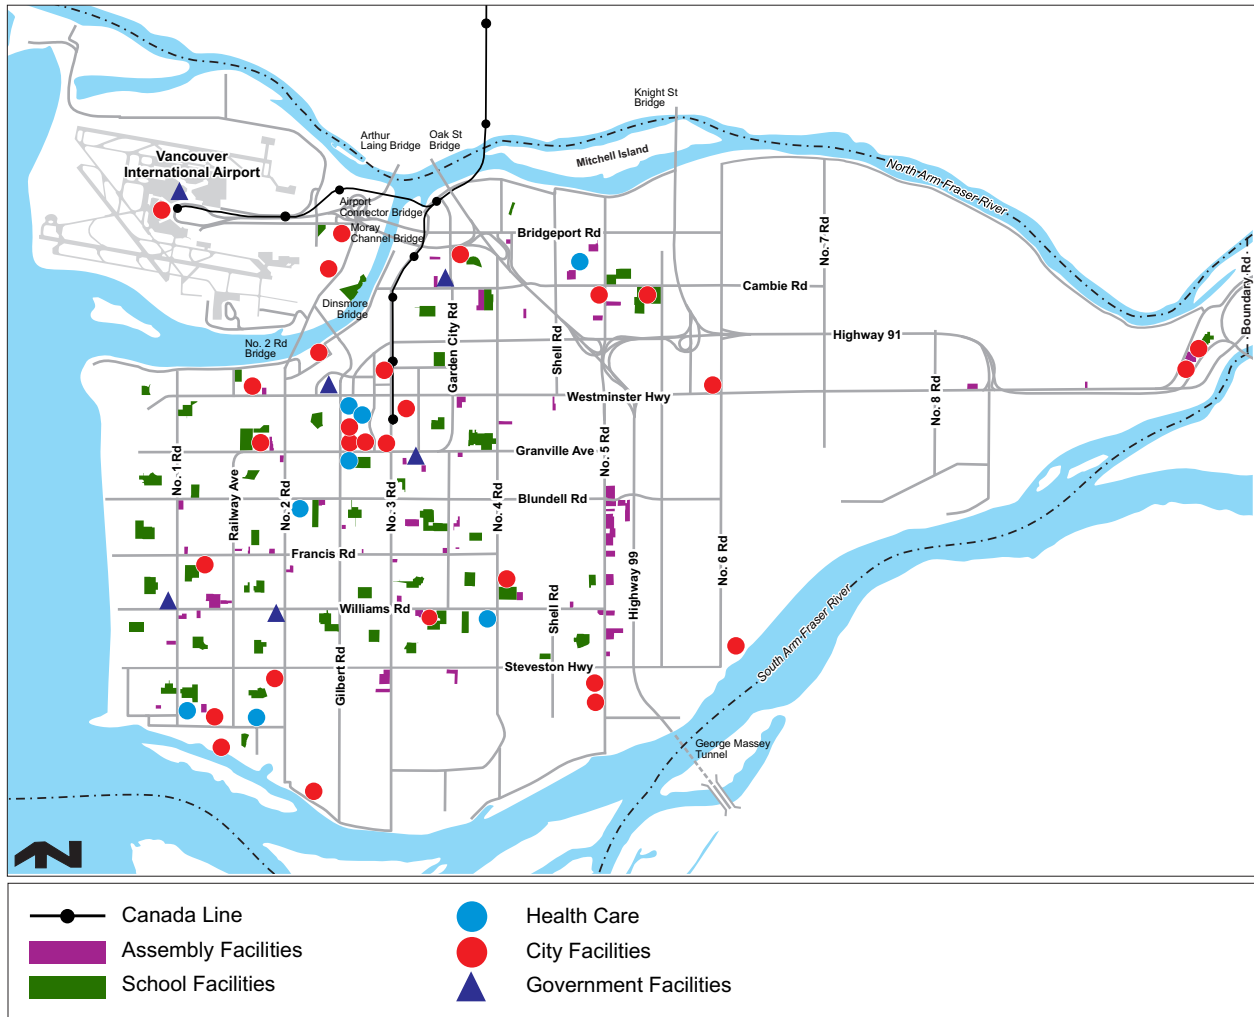 Knight St
Bridge
Arthur
Laing Bridge
Oak St
Bridge
Mitchell Island
Vancouver
International Airport
North Arm Fraser River
Airport
Connector Bridge
Moray
Channel Bridge
Bridgeport Rd
No. 7 Rd
Boundary Rd
Cambie Rd
Dinsmore
Bridge
Garden City Rd
Shell Rd
Highway 91
No. 2 Rd
Bridge
No. 8 Rd
Westminster Hwy
No. 1 Rd
Railway Ave
No. 2 Rd
No. 3 Rd
No. 4 Rd
No. 5 Rd
Granville Ave
Blundell Rd
Francis Rd
No. 6 Rd
Highway 99
Shell Rd
Williams Rd
South Arm Fraser River
Gilbert Rd
Steveston Hwy
George Massey
Tunnel
N
Canada Line
Assembly Facilities
School Facilities
Health Care
City Facilities
Government Facilities